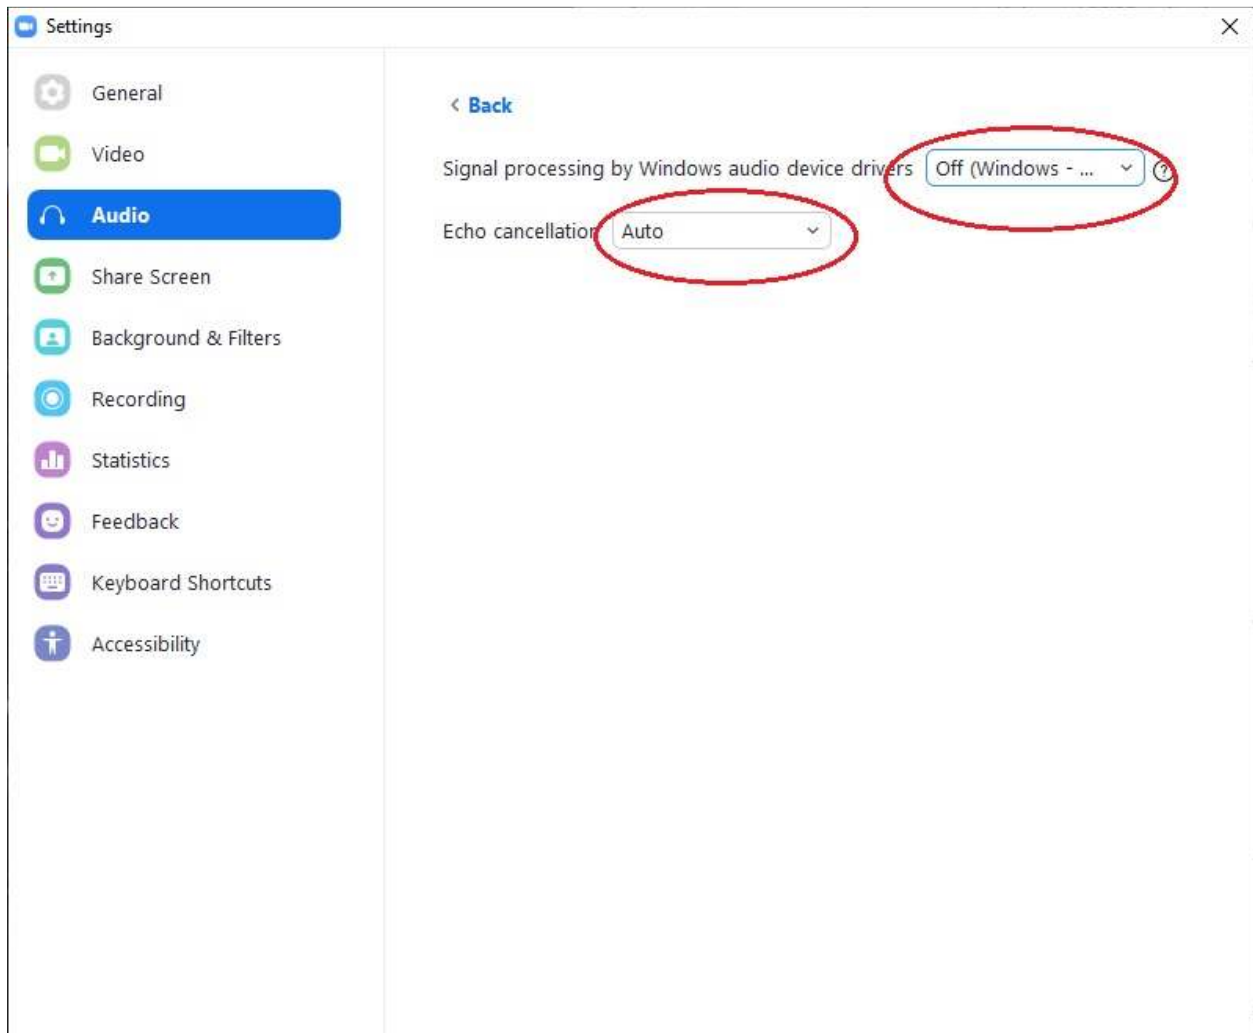 Settings
General
Video
Audio
Share Screen
Background & Filters
Recording
Statistics
Feedback
Keyboard Shortcuts
Accessibility
< Back
Signal processing by Windows audio device drivers Off (Windows - ... ?
Echo cancellation Auto